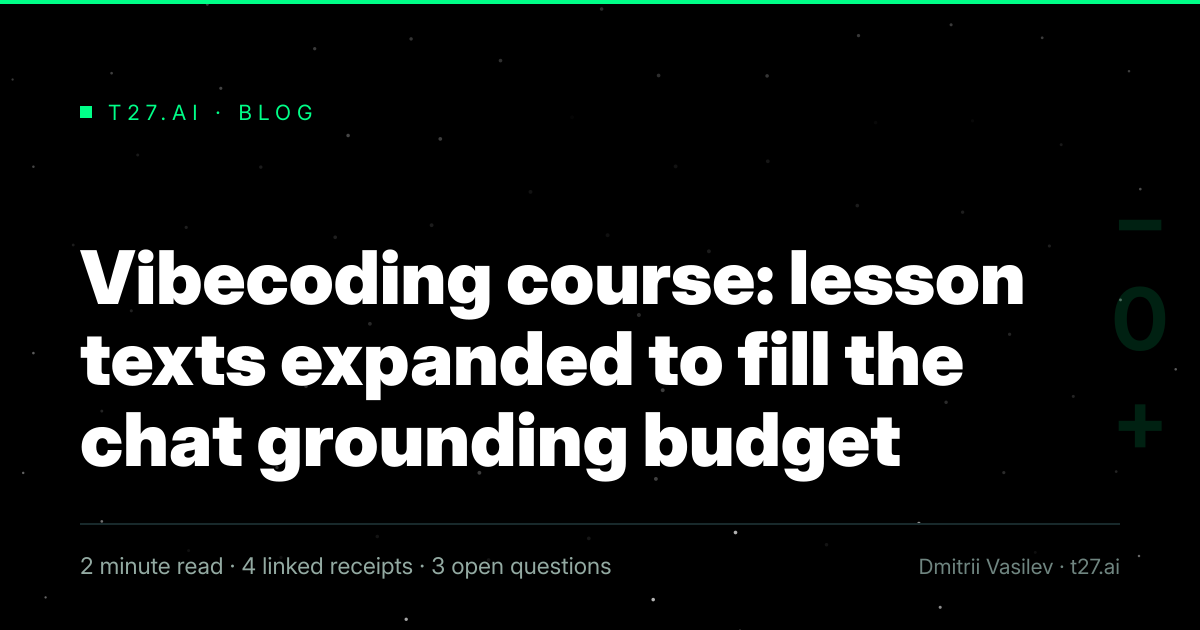 T27.AI · BLOG
Vibecoding course: lesson
texts expanded to fill the
chat grounding budget
−
0
+
2 minute read · 4 linked receipts · 3 open questions
Dmitrii Vasilev · t27.ai